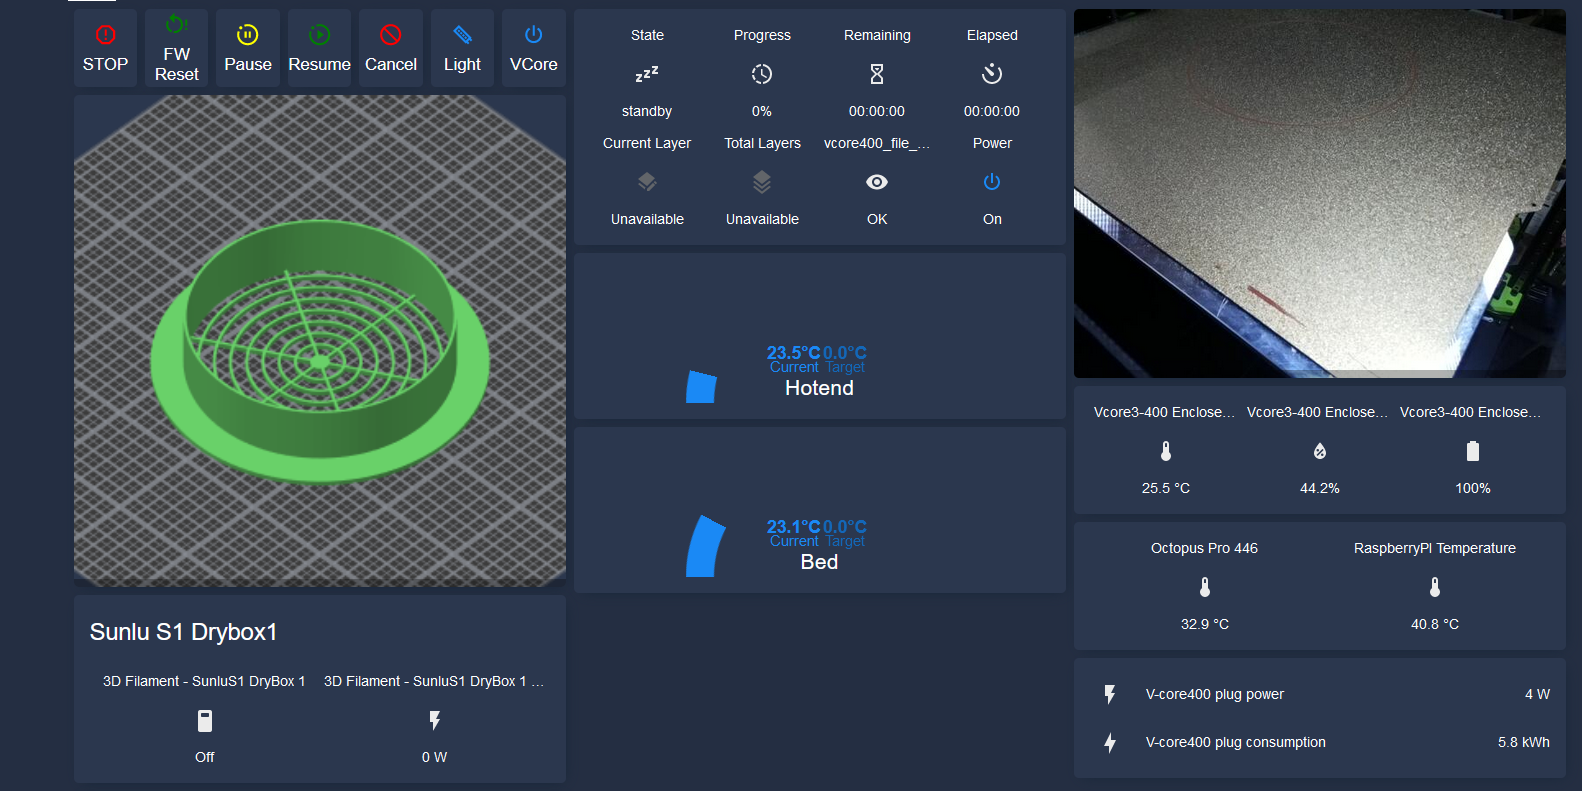 STOP
FW
Reset
Pause
Resume
Cancel
Light
VCore
State
Progress
Remaining
Elapsed
standby
0%
00:00:00
00:00:00
Current Layer
Total Layers
vcore400_file_...
Power
Unavailable
Unavailable
OK
On
23.5°C 0.0°C
Current Target
Hotend
23.1°C 0.0°C
Current Target
Bed
Sunlu S1 Drybox1
3D Filament - SunluS1 DryBox 1
3D Filament - SunluS1 DryBox 1 ...
Off
0 W
Vcore3-400 Enclose...
Vcore3-400 Enclose...
Vcore3-400 Enclose...
25.5 °C
44.2%
100%
Octopus Pro 446
RaspberryPI Temperature
32.9 °C
40.8 °C
V-core400 plug power
4 W
V-core400 plug consumption
5.8 kWh